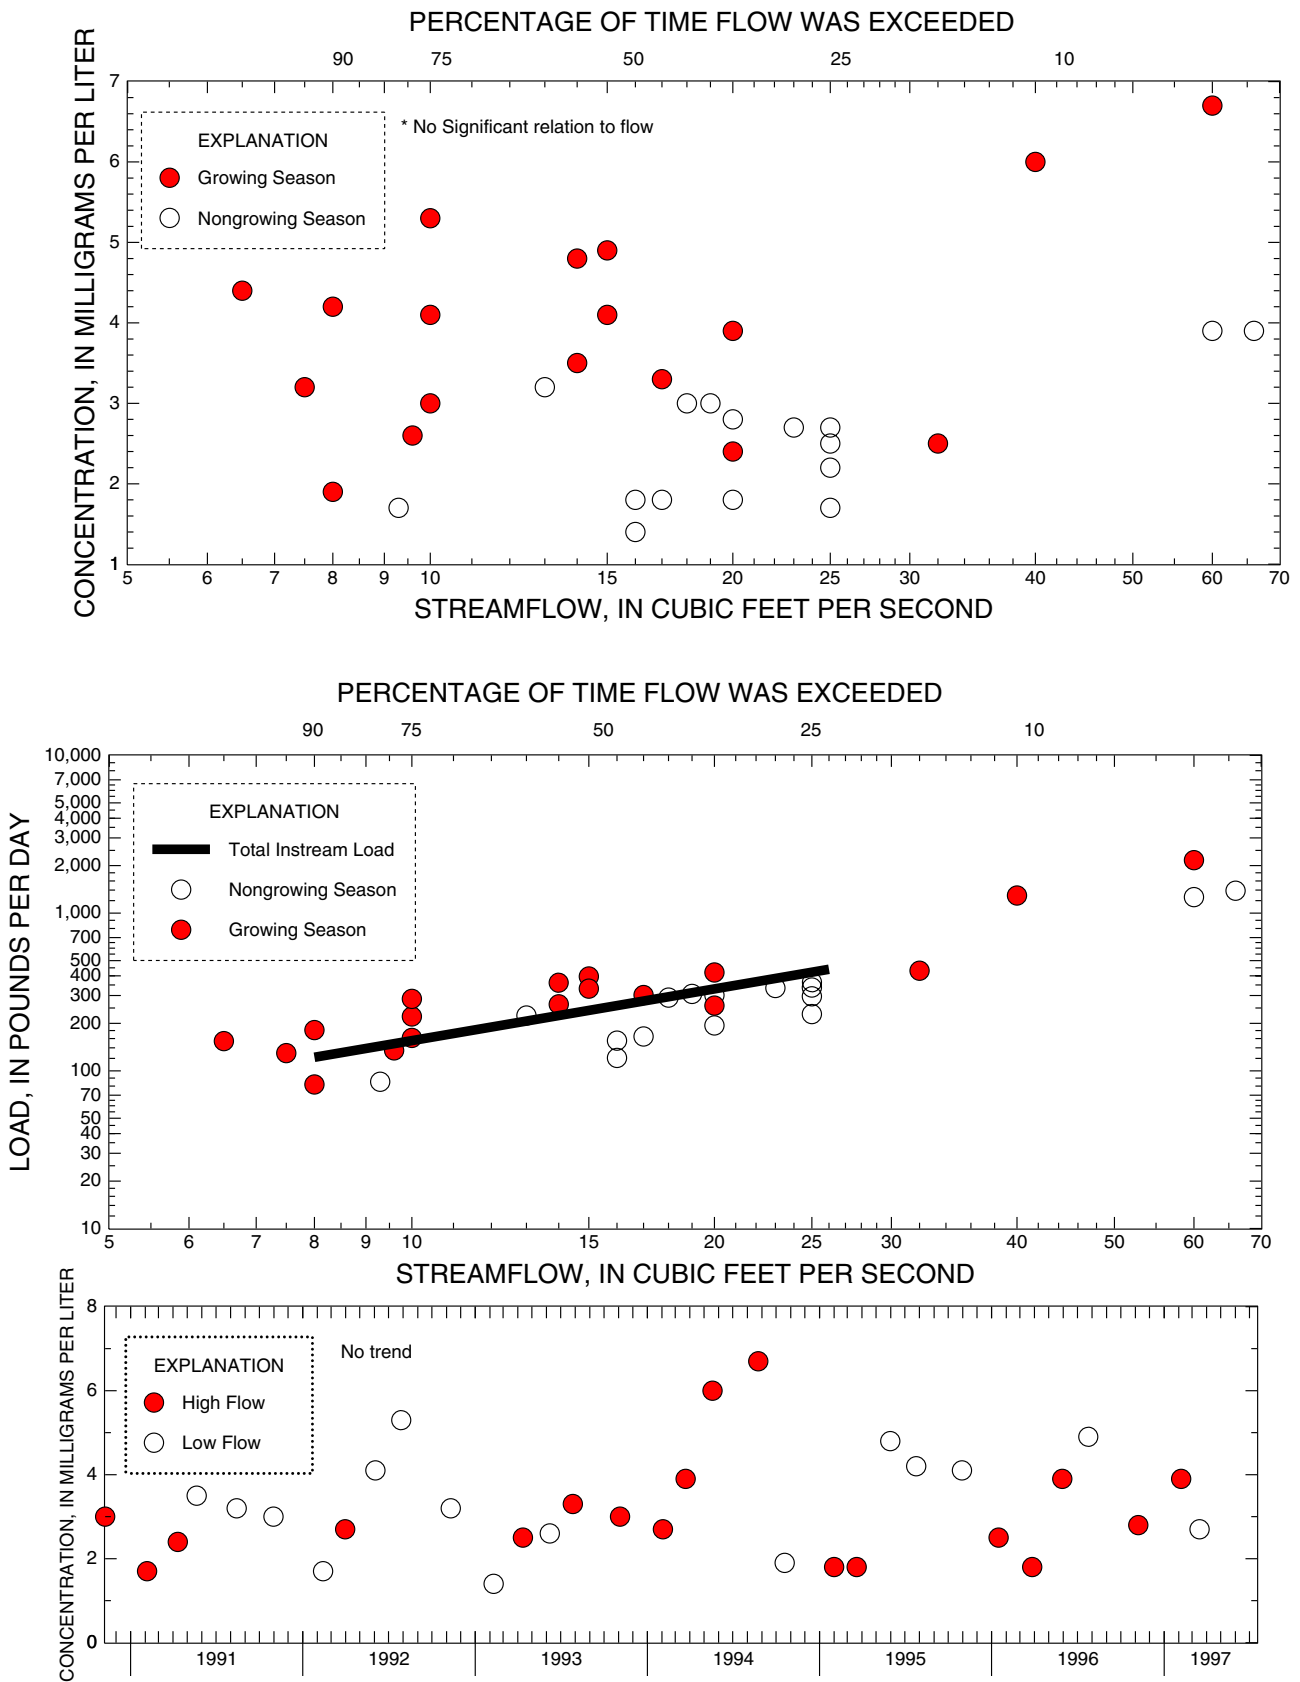 PERCENTAGE OF TIME FLOW WAS EXCEEDED
90 75 50 25 10
CONCENTRATION, IN MILLIGRAMS PER LITER
7
6
5
4
3
2
1
EXPLANATION
Growing Season
Nongrowing Season
* No Significant relation to flow
5 6 7 8 9 10 15 20 25 30 40 50 60 70
STREAMFLOW, IN CUBIC FEET PER SECOND
PERCENTAGE OF TIME FLOW WAS EXCEEDED
90 75 50 25 10
LOAD, IN POUNDS PER DAY
10,000
7,000
5,000
4,000
3,000
2,000
1,000
700
500
400
300
200
100
70
50
40
30
20
10
EXPLANATION
Total Instream Load
Nongrowing Season
Growing Season
5 6 7 8 9 10 15 20 25 30 40 50 60 70
STREAMFLOW, IN CUBIC FEET PER SECOND
CONCENTRATION, IN MILLIGRAMS PER LITER
8
6
4
2
0
EXPLANATION
High Flow
Low Flow
No trend
1991 1992 1993 1994 1995 1996 1997